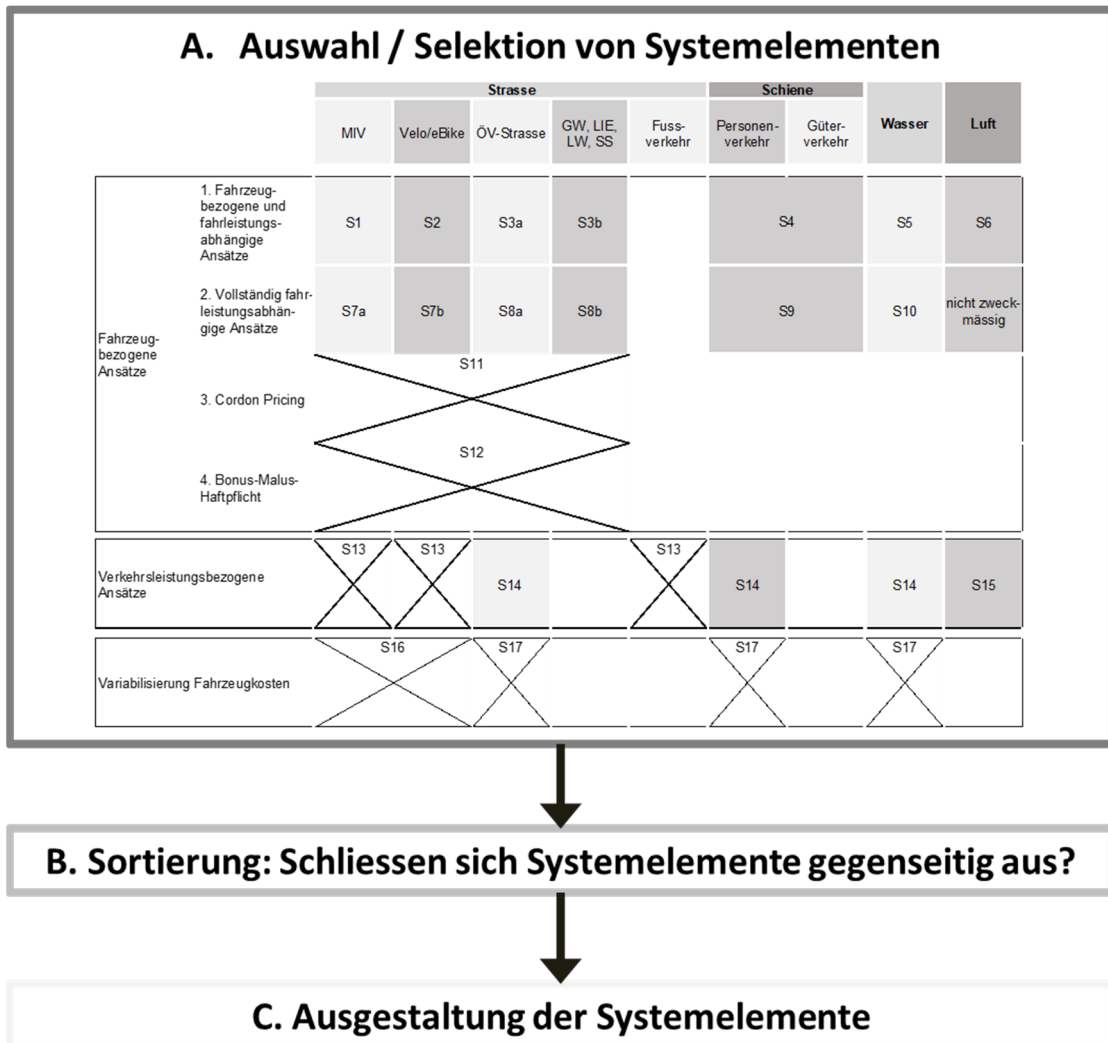 A. Auswahl / Selektion von Systemelementen
Strasse
Schiene
Wasser
Luft
MIV
Velo/eBike
ÖV-Strasse
GW, LIE,
LW, SS
Fuss-
verkehr
Personen-
verkehr
Güter-
verkehr
Fahrzeug-
bezogene
Ansätze
1. Fahrzeug-
bezogene und
fahrleistungs-
abhängige
Ansätze
S1
S2
S3a
S3b
S4
S5
S6
2. Vollständig fahr-
leistungsabhän-
gige Ansätze
S7a
S7b
S8a
S8b
S9
S10
nicht zweck-
mässig
S11
3. Cordon Pricing
S12
4. Bonus-Malus-
Haftpflicht
Verkehrsleistungsbezogene
Ansätze
S13
S13
S14
S13
S14
S14
S15
Variabilisierung Fahrzeugkosten
S16
S17
S17
S17
B. Sortierung: Schliessen sich Systemelemente gegenseitig aus?
C. Ausgestaltung der Systemelemente